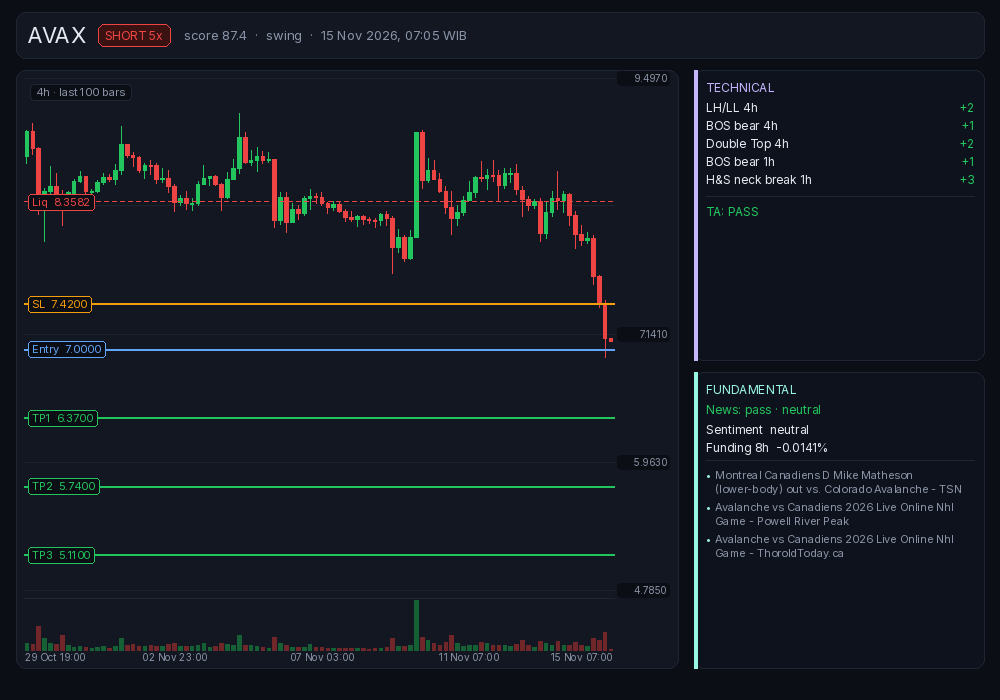 AVAX SHORT 5x score 87.4 · swing · 15 Nov 2026, 07:05 WIB
4h · last 100 bars
9.4970
Liq 8.3582
SL 7.4200
7.1410
Entry 7.0000
TP1 6.3700
5.9630
TP2 5.7400
TP3 5.1100
4.7850
29 Oct 19:00 02 Nov 23:00 07 Nov 03:00 11 Nov 07:00 15 Nov 07:00
TECHNICAL
LH/LL 4h +2
BOS bear 4h +1
Double Top 4h +2
BOS bear 1h +1
H&S neck break 1h +3
TA: PASS
FUNDAMENTAL
News: pass · neutral
Sentiment neutral
Funding 8h -0.0141%
• Montreal Canadiens D Mike Matheson
(lower-body) out vs. Colorado Avalanche - TSN
• Avalanche vs Canadiens 2026 Live Online Nhl
Game - Powell River Peak
• Avalanche vs Canadiens 2026 Live Online Nhl
Game - ThoroldToday.ca